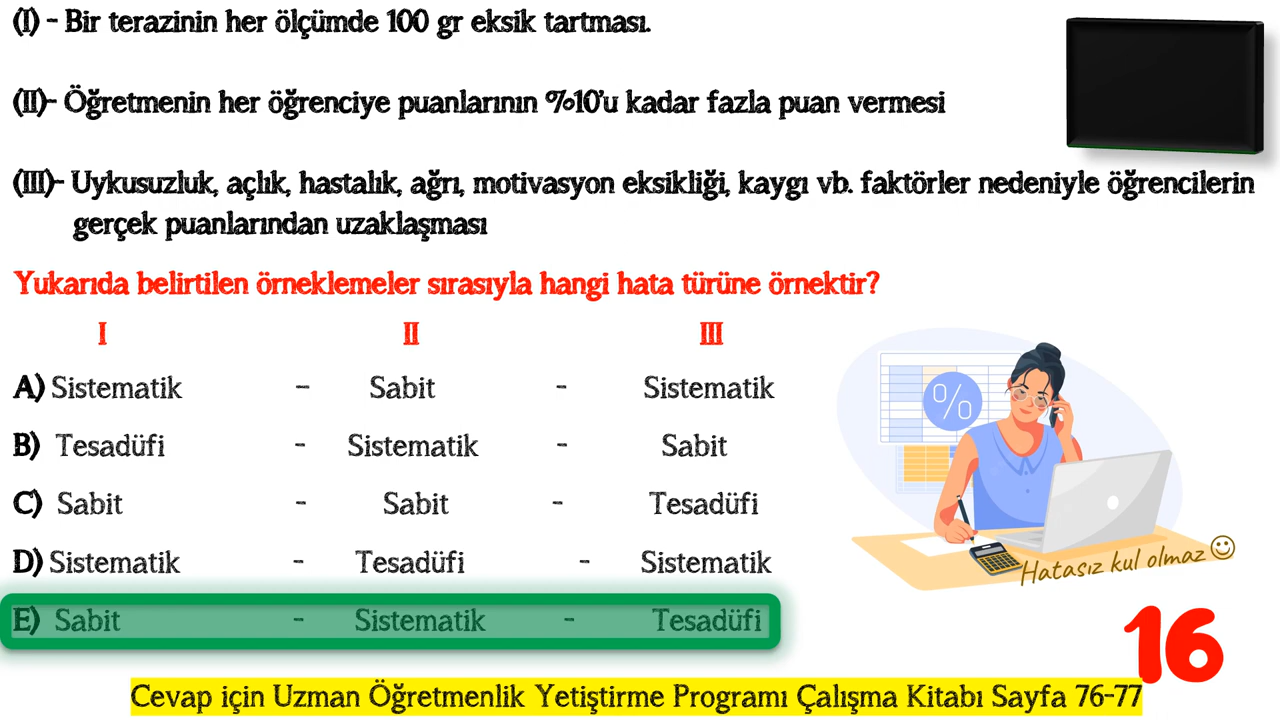 (I) - Bir terazinin her ölçümde 100 gr eksik tartması.
(II)- Öğretmenin her öğrenciye puanlarının %10'u kadar fazla puan vermesi
(III)- Uykusuzluk, açlık, hastalık, ağrı, motivasyon eksikliği, kaygı vb. faktörler nedeniyle öğrencilerin
gerçek puanlarından uzaklaşması
Yukarıda belirtilen örneklemeler sırasıyla hangi hata türüne örnektir?
I II III
A) Sistematik - Sabit - Sistematik
B) Tesadüfi - Sistematik - Sabit
C) Sabit - Sabit - Tesadüfi
D) Sistematik - Tesadüfi - Sistematik
E) Sabit - Sistematik - Tesadüfi
%
Hatasız kul olmaz
16
Cevap için Uzman Öğretmenlik Yetiştirme Programı Çalışma Kitabı Sayfa 76-77